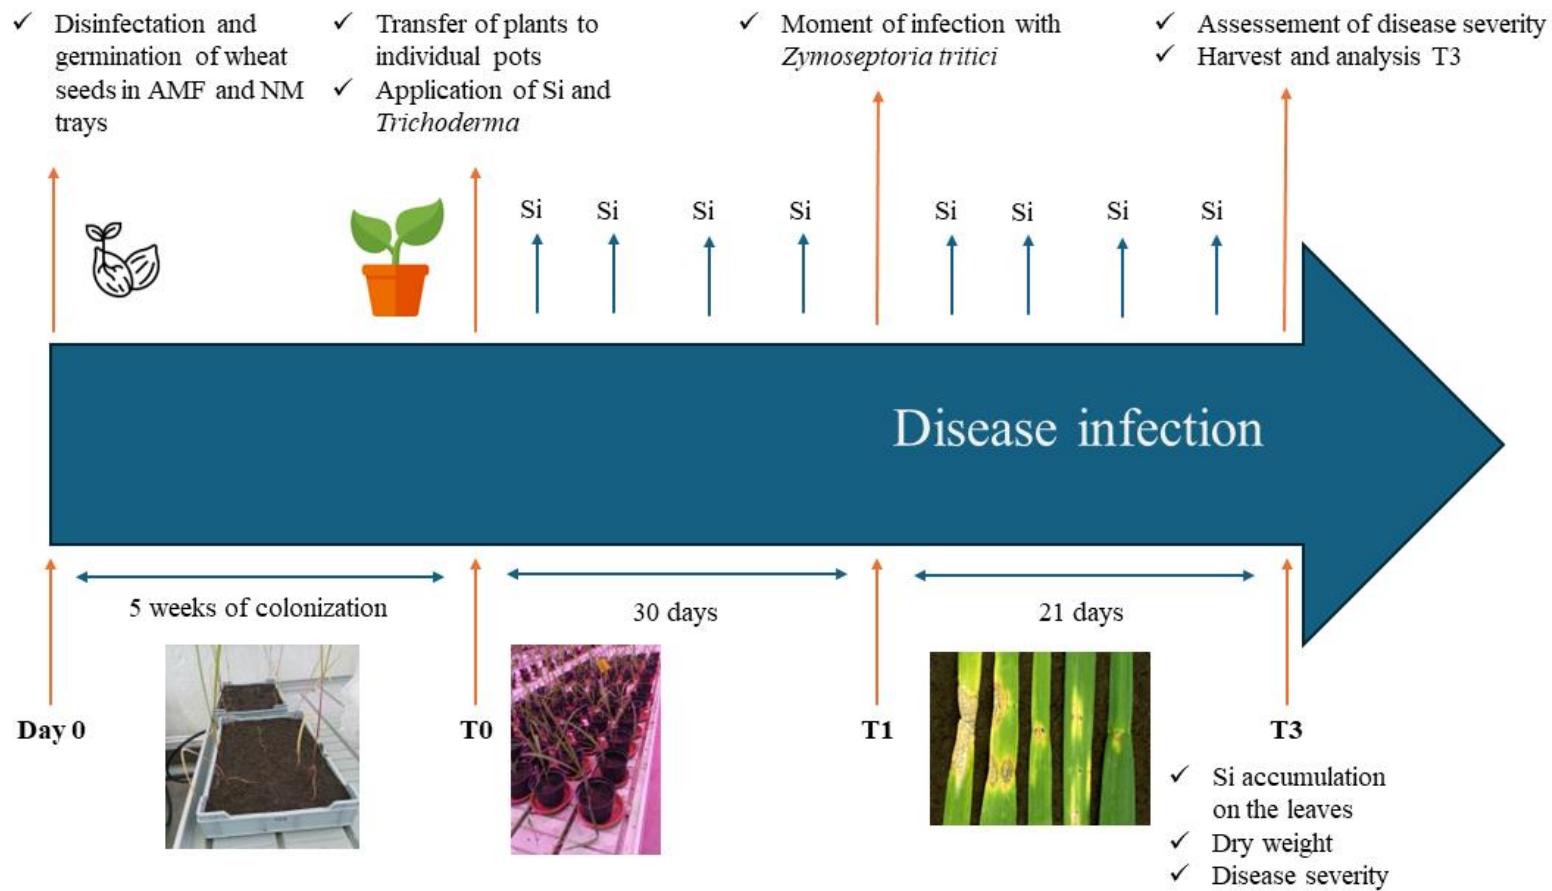 ✓ Disinfectation and
germination of wheat
seeds in AMF and NM
trays
✓ Transfer of plants to
individual pots
✓ Application of Si and
Trichoderma
✓ Moment of infection with
Zymoseptoria tritici
✓ Assessement of disease severity
✓ Harvest and analysis T3
Si
Si
Si
Si
Si
Si
Si
Si
Disease infection
5 weeks of colonization
30 days
21 days
Day 0
T0
T1
T3
✓ Si accumulation
on the leaves
✓ Dry weight
✓ Disease severity